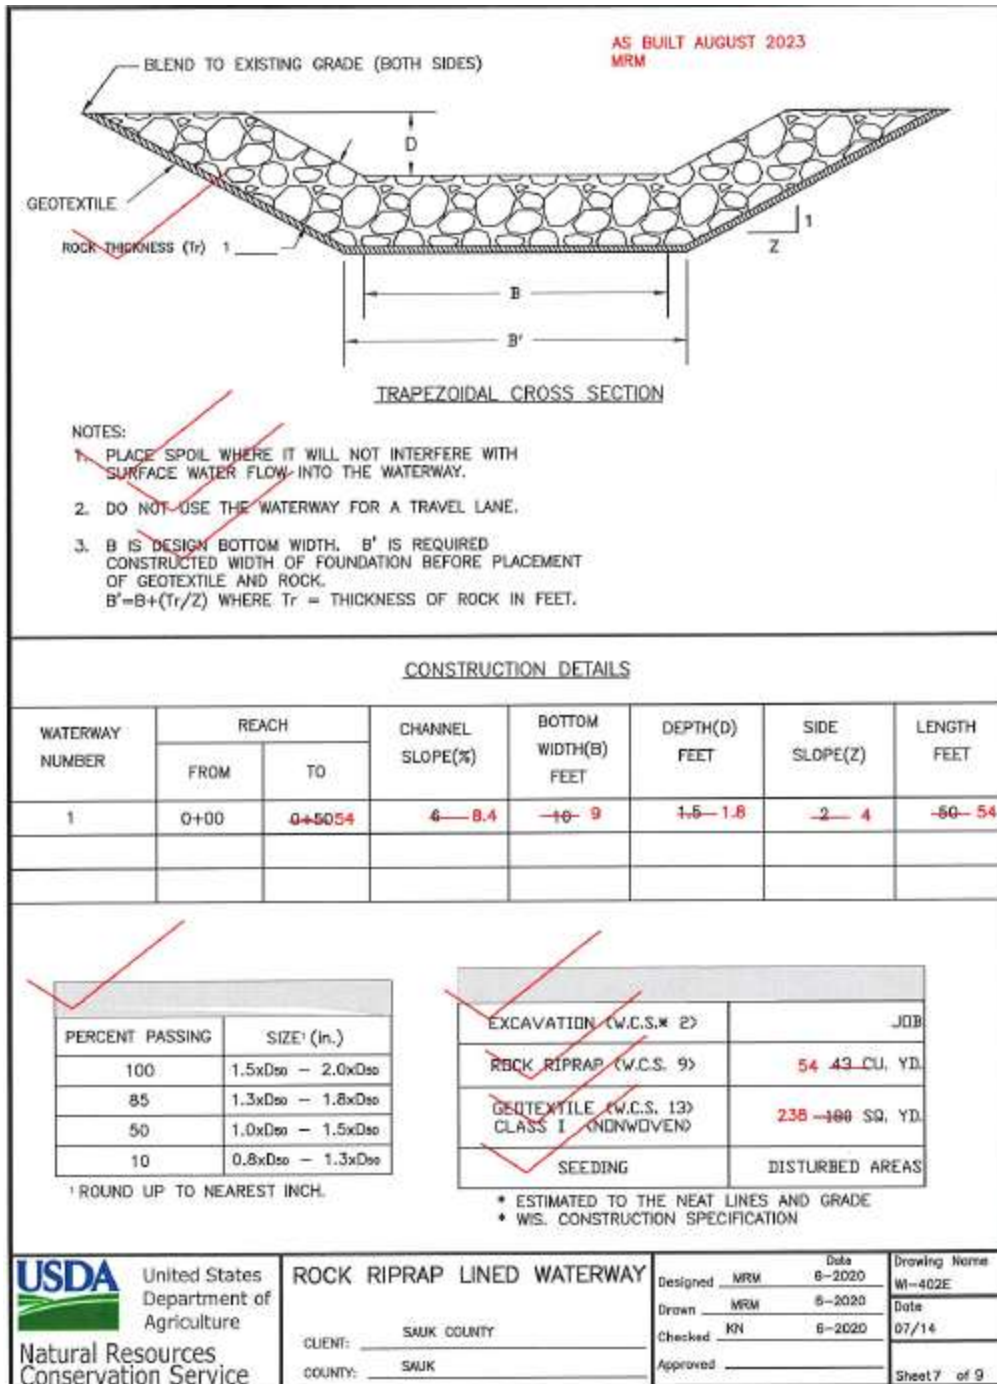 AS BUILT AUGUST 2023
MRM
BLEND TO EXISTING GRADE (BOTH SIDES)
D
GEOTEXTILE
ROCK THICKNESS (Tr) 1
1
Z
B
B'
TRAPEZOIDAL CROSS SECTION
NOTES:
1. PLACE SPOIL WHERE IT WILL NOT INTERFERE WITH
SURFACE WATER FLOW INTO THE WATERWAY.
2. DO NOT USE THE WATERWAY FOR A TRAVEL LANE.
3. B IS DESIGN BOTTOM WIDTH. B' IS REQUIRED
CONSTRUCTED WIDTH OF FOUNDATION BEFORE PLACEMENT
OF GEOTEXTILE AND ROCK.
B'=B+(Tr/Z) WHERE Tr = THICKNESS OF ROCK IN FEET.
CONSTRUCTION DETAILS
WATERWAY NUMBER
REACH
FROM
TO
CHANNEL SLOPE(%)
BOTTOM WIDTH(B) FEET
DEPTH(D) FEET
SIDE SLOPE(Z)
LENGTH FEET
1 0+00 0+50 54 6 8.4 10 9 1.5 1.8 2 4 50 54
PERCENT PASSING SIZE¹ (in.)
100 1.5xD50 - 2.0xD50
85 1.3xD50 - 1.8xD50
50 1.0xD50 - 1.5xD50
10 0.8xD50 - 1.3xD50
¹ ROUND UP TO NEAREST INCH.
EXCAVATION (W.C.S.* 2) JOB
ROCK RIPRAP (W.C.S. 9) 54 43 CU. YD.
GEOTEXTILE (W.C.S. 13)
CLASS I (NONWOVEN)
238 SQ. YD.
SEEDING DISTURBED AREAS
* ESTIMATED TO THE NEAT LINES AND GRADE
* WIS. CONSTRUCTION SPECIFICATION
USDA
United States
Department of
Agriculture
Natural Resources
Conservation Service
ROCK RIPRAP LINED WATERWAY
CLIENT: SAUK COUNTY
COUNTY: SAUK
Date
Designed MRM 6-2020
Drawn MRM 6-2020
Checked KN 6-2020
Approved
Drawing Name
WI-402E
Date
07/14
Sheet 7 of 9